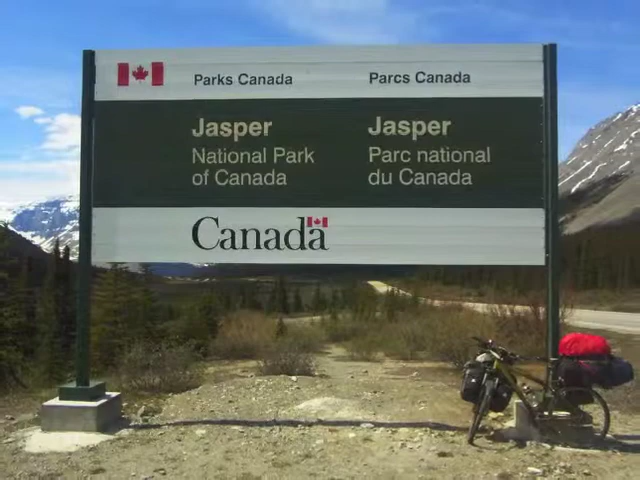 Parks Canada
Parcs Canada
Jasper
National Park
of Canada
Jasper
Parc national
du Canada
Canada